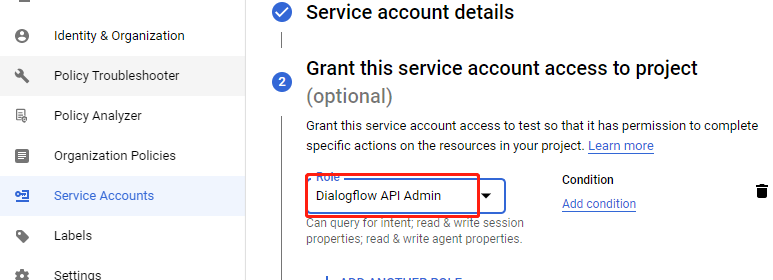 Service account details
Identity & Organization
Policy Troubleshooter
2
Grant this service account access to project
(optional)
Policy Analyzer
Grant this service account access to test so that it has permission to complete
specific actions on the resources in your project. Learn more
Organization Policies
Service Accounts
Role
Dialogflow API Admin
Condition
Add condition
Can query for intent; read & write session
properties; read & write agent properties.
Labels
Settings
ADD ANOTHER ROLE